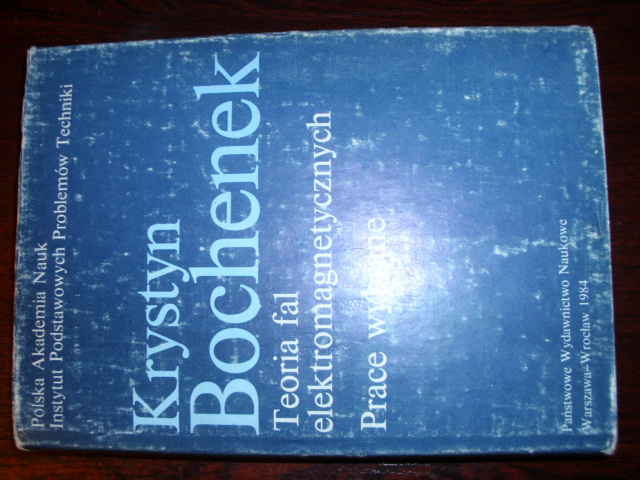 Polska Akademia Nauk
Instytut Podstawowych Problemów Techniki
Krystyn
Bochenek
Teoria fal
elektromagnetycznych
Prace wybrane
Państwowe Wydawnictwo Naukowe
Warszawa–Wrocław 1984